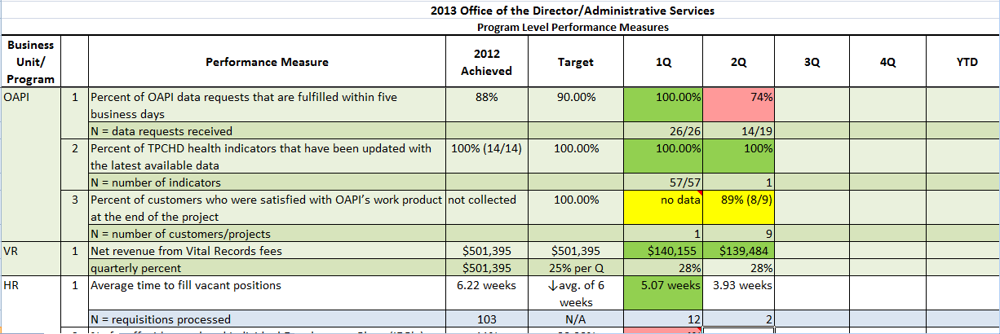 2013 Office of the Director/Administrative Services
Program Level Performance Measures
Business Unit/ Program Performance Measure 2012 Achieved Target 1Q 2Q 3Q 4Q YTD
OAPI 1 Percent of OAPI data requests that are fulfilled within five 88% 90.00% 100.00% 74%
business days
N = data requests received 26/26 14/19
2 Percent of TPCHD health indicators that have been updated with 100% (14/14) 100.00% 100.00% 100%
the latest available data
N = number of indicators 57/57 1
3 Percent of customers who were satisfied with OAPI's work product not collected 100.00% no data 89% (8/9)
at the end of the project
N = number of customers/projects 1 9
VR 1 Net revenue from Vital Records fees $501,395 $501,395 $140,155 $139,484
quarterly percent $501,395 25% per Q 28% 28%
HR 1 Average time to fill vacant positions 6.22 weeks ↓avg. of 6 5.07 weeks 3.93 weeks
weeks
N = requisitions processed 103 N/A 12 2